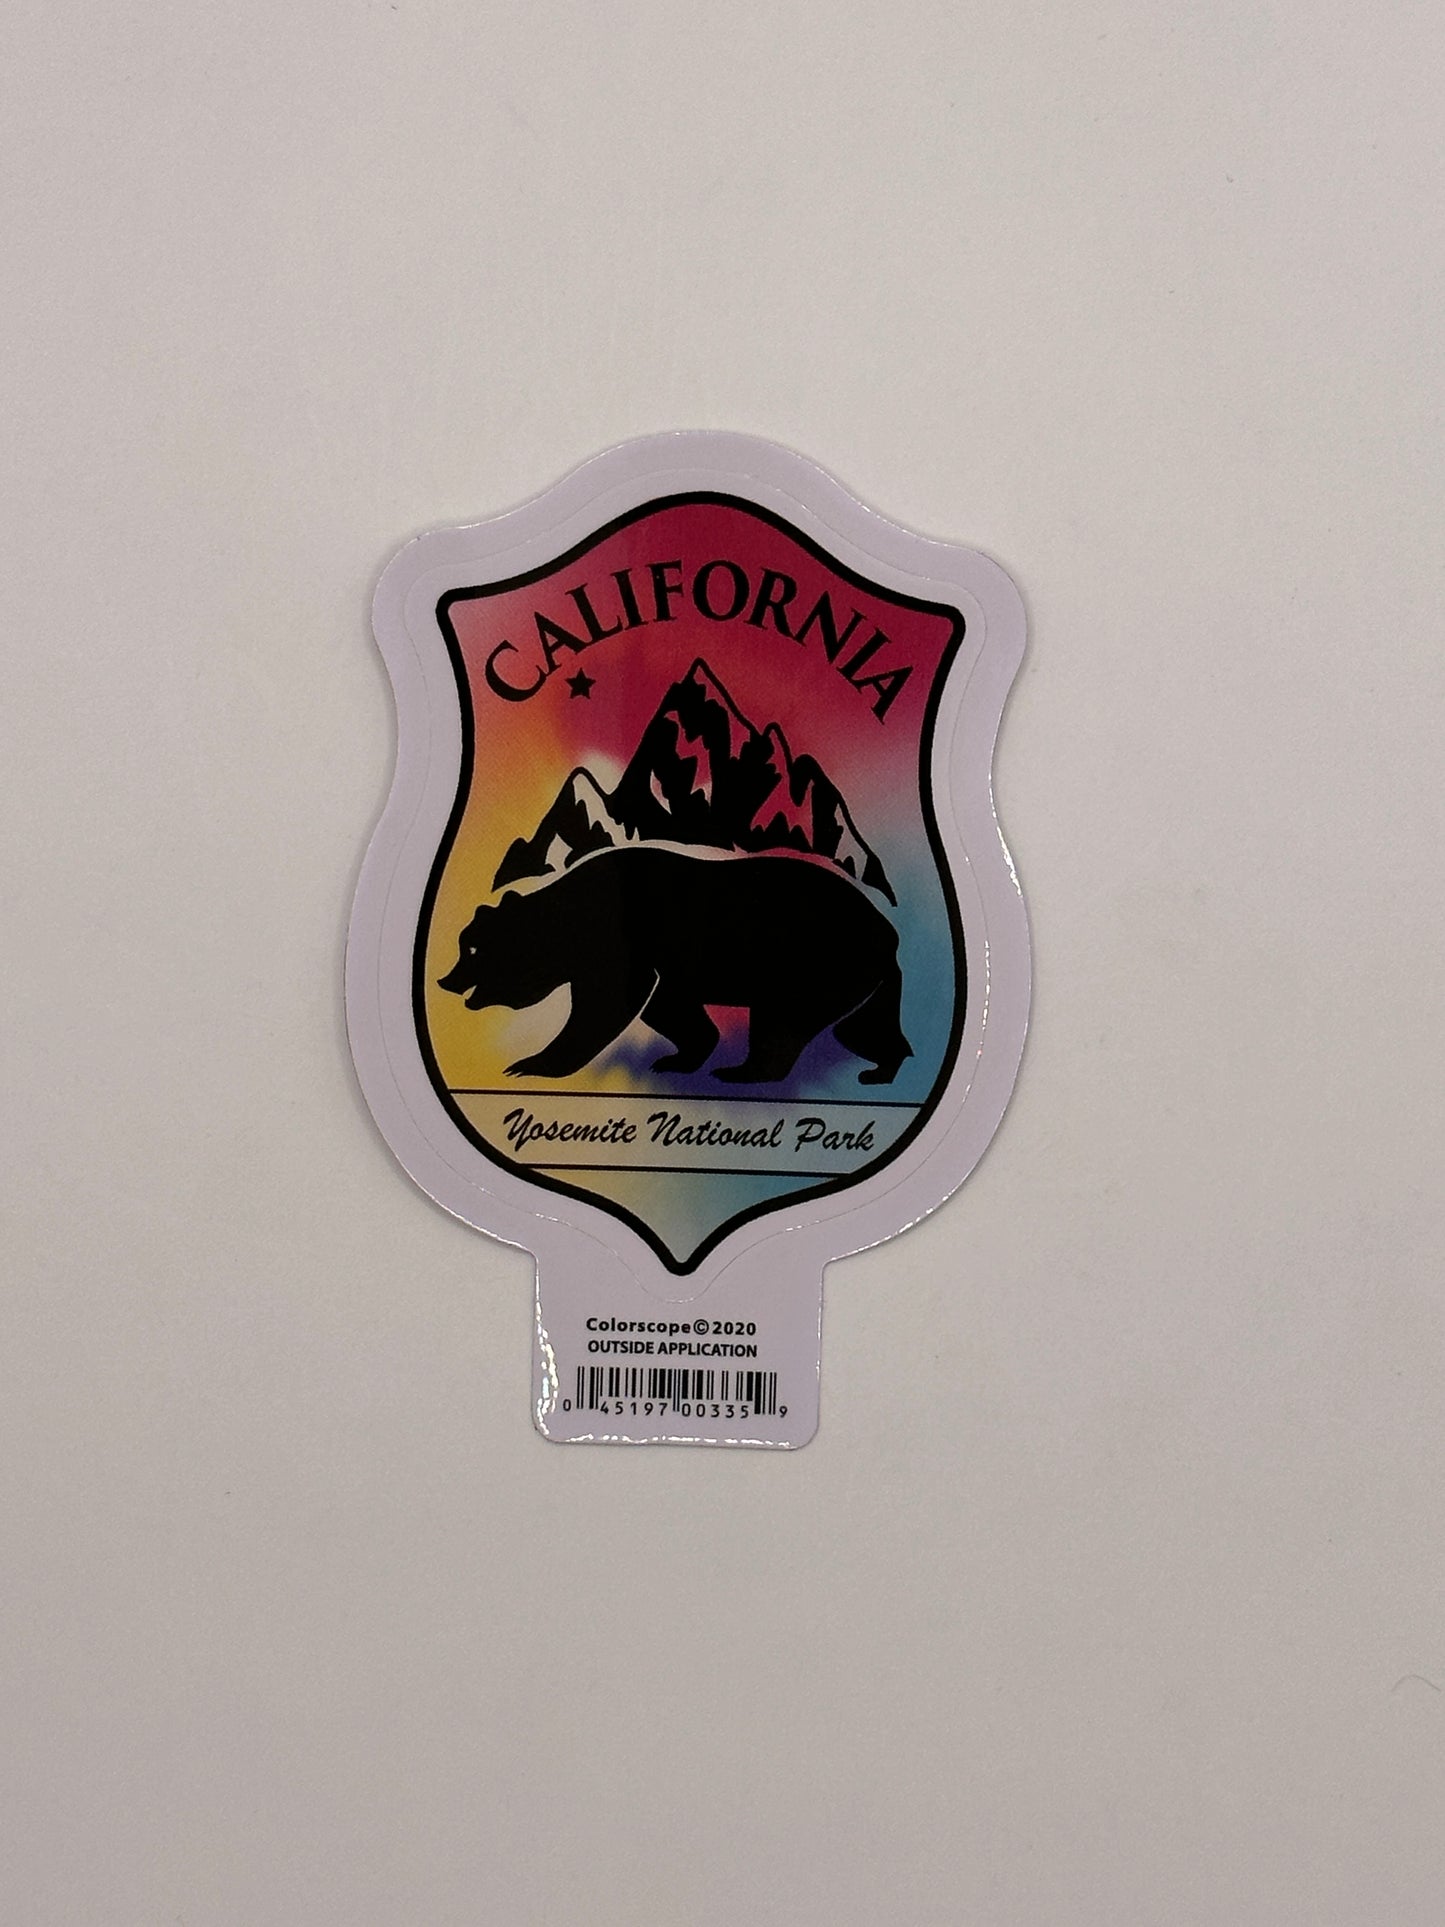 CALIFORNIA
Yosemite National Park
Colorscope©2020
OUTSIDE APPLICATION
0 45197 00335 9